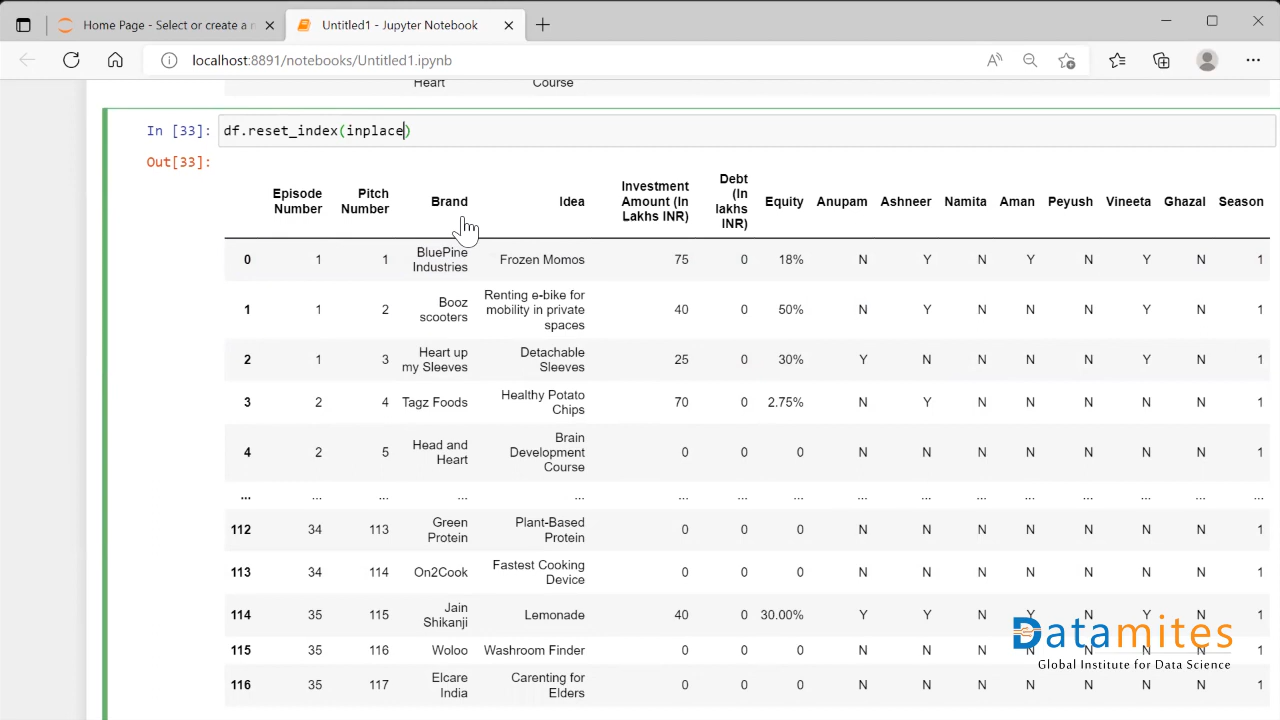 Home Page - Select or create a n
Untitled1 - Jupyter Notebook
localhost:8891/notebooks/Untitled1.ipynb
Heart Course
In [33]: df.reset_index(inplace)
Out[33]:
Episode Number Pitch Number Brand Idea Investment Amount (In Lakhs INR) Debt (In lakhs INR) Equity Anupam Ashneer Namita Aman Peyush Vineeta Ghazal Season
0 1 1 BluePine Industries Frozen Momos 75 0 18% N Y N Y N Y N 1
1 1 2 Booz scooters Renting e-bike for mobility in private spaces 40 0 50% N Y N N N Y N 1
2 1 3 Heart up my Sleeves Detachable Sleeves 25 0 30% Y N N N N Y N 1
3 2 4 Tagz Foods Healthy Potato Chips 70 0 2.75% N Y N N N N N 1
4 2 5 Head and Heart Brain Development Course 0 0 0 N N N N N N N 1
... ... ... ... ... ... ... ... ... ... ... ... ... ... ... ...
112 34 113 Green Protein Plant-Based Protein 0 0 0 N N N N N N N 1
113 34 114 On2Cook Fastest Cooking Device 0 0 0 N N N N N N N 1
114 35 115 Jain Shikanji Lemonade 40 0 30.00% Y Y N Y N Y N 1
115 35 116 Woloo Washroom Finder 0 0 0 N N N N N N N 1
116 35 117 Elcare India Carenting for Elders 0 0 0 N N N N N N N 1
Datamites
Global Institute for Data Science